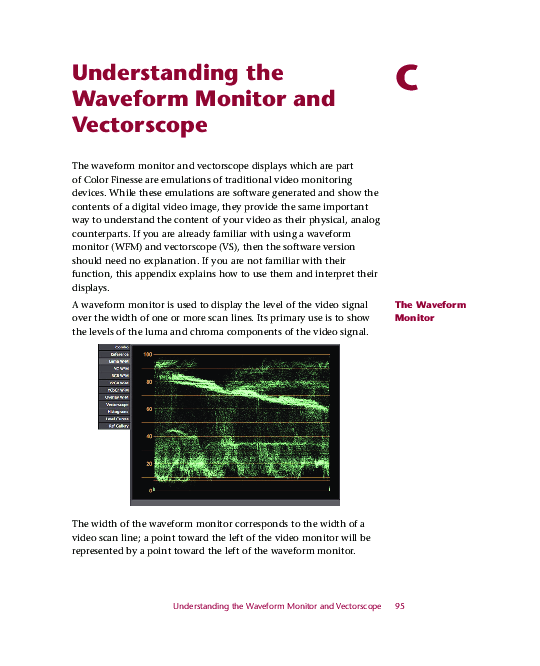 Understanding the
Waveform Monitor and
Vectorscope
C
The waveform monitor and vectorscope displays which are part
of Color Finesse are emulations of traditional video monitoring
devices. While these emulations are software generated and show the
contents of a digital video image, they provide the same important
way to understand the content of your video as their physical, analog
counterparts. If you are already familiar with using a waveform
monitor (WFM) and vectorscope (VS), then the software version
should need no explanation. If you are not familiar with their
function, this appendix explains how to use them and interpret their
displays.
The Waveform
Monitor
A waveform monitor is used to display the level of the video signal
over the width of one or more scan lines. Its primary use is to show
the levels of the luma and chroma components of the video signal.
Combo
Reference
Luma WFM
YC WFM
RGB WFM
YCbCr WFM
Overlay WFM
Vectorscope
Histograms
Level Curves
Ref Gallery
100
80
60
40
20
0
The width of the waveform monitor corresponds to the width of a
video scan line; a point toward the left of the video monitor will be
represented by a point toward the left of the waveform monitor.
Understanding the Waveform Monitor and Vectorscope 95